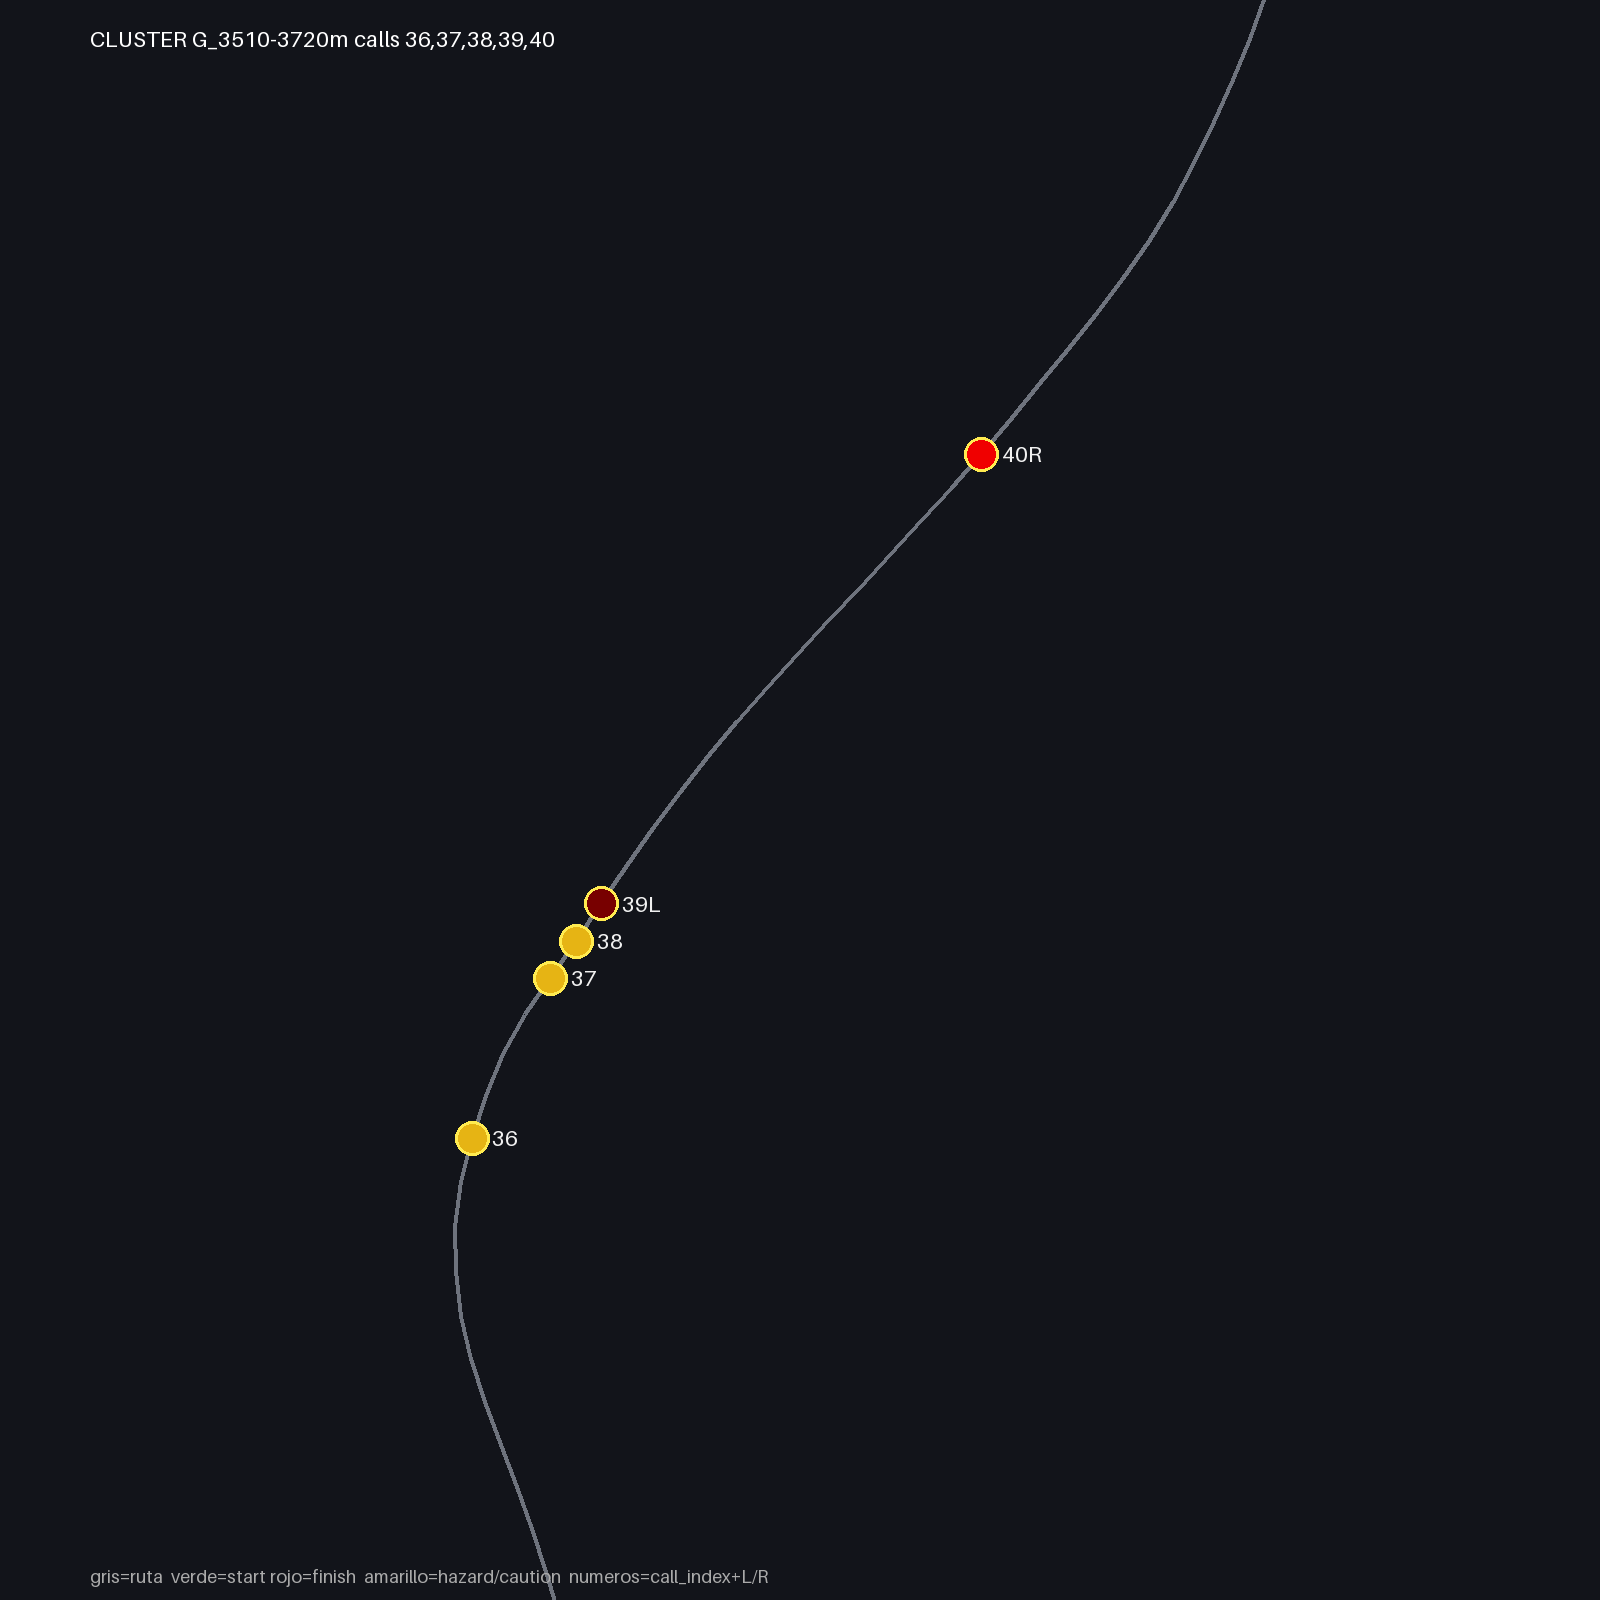 CLUSTER G_3510-3720m calls 36,37,38,39,40
40R
39L
38
37
36
gris=ruta verde=start rojo=finish amarillo=hazard/caution numeros=call_index+L/R